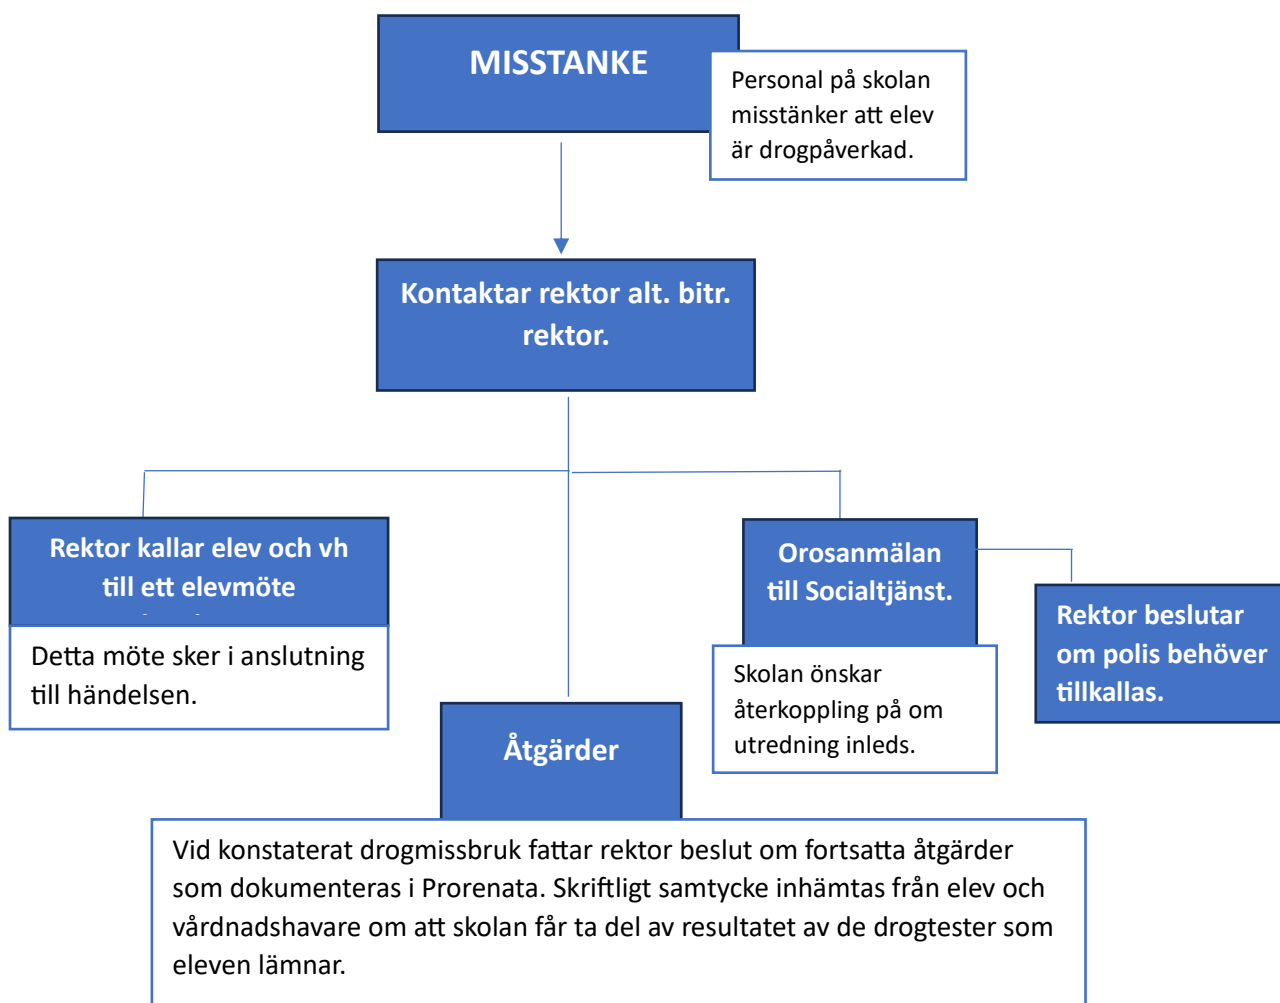 MISSTANKE
Personal på skolan
misstänker att elev
är drogpåverkad.
Kontaktar rektor alt. bitr.
rektor.
Rektor kallar elev och vh
till ett elevmöte
Detta möte sker i anslutning
till händelsen.
Orosanmälan
till Socialtjänst.
Skolan önskar
återkoppling på om
utredning inleds.
Rektor beslutar
om polis behöver
tillkallas.
Åtgärder
Vid konstaterat drogmissbruk fattar rektor beslut om fortsatta åtgärder
som dokumenteras i Prorenata. Skriftligt samtycke inhämtas från elev och
vårdnadshavare om att skolan får ta del av resultatet av de drogtester som
eleven lämnar.